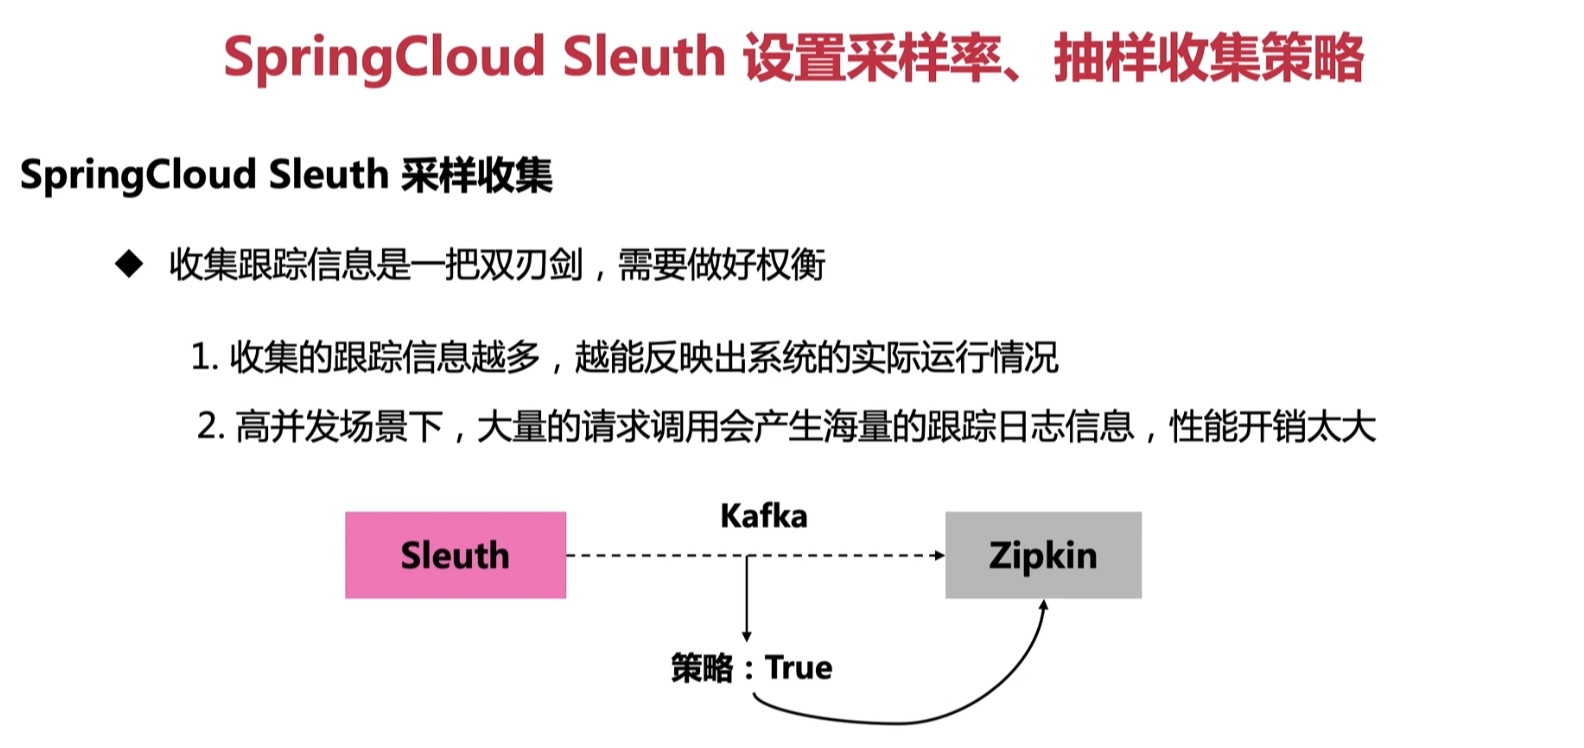 SpringCloud Sleuth 设置采样率、抽样收集策略
SpringCloud Sleuth 采样收集
◆ 收集跟踪信息是一把双刃剑，需要做好权衡
1. 收集的跟踪信息越多，越能反映出系统的实际运行情况
2. 高并发场景下，大量的请求调用会产生海量的跟踪日志信息，性能开销太大
Kafka
Sleuth
Zipkin
策略：True